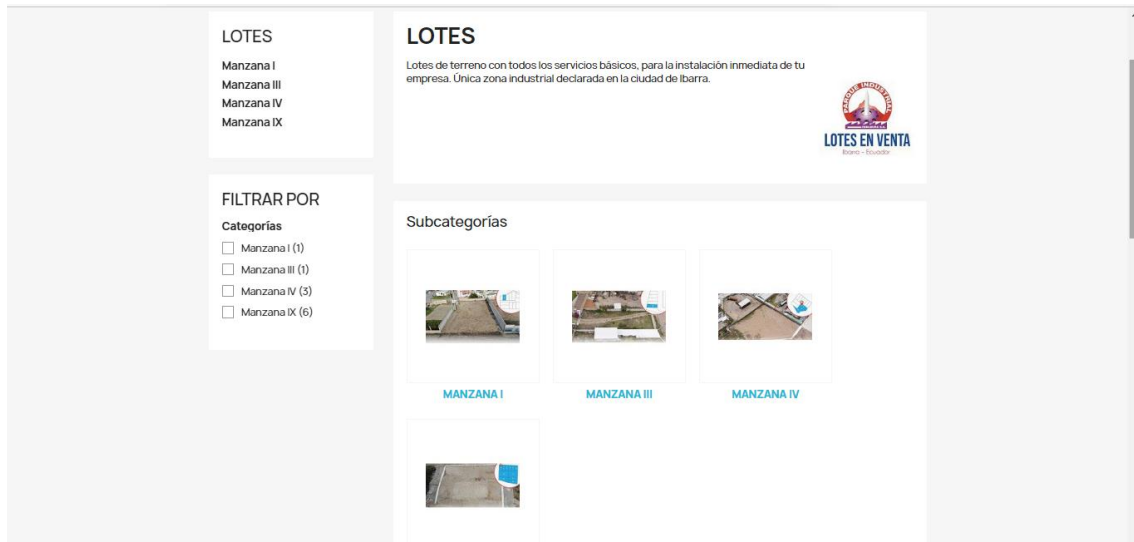 LOTES
Manzana I
Manzana III
Manzana IV
Manzana IX
FILTRAR POR
Categorías
Manzana I (1)
Manzana III (1)
Manzana IV (3)
Manzana IX (6)
LOTES
Lotes de terreno con todos los servicios básicos, para la instalación inmediata de tu
empresa. Única zona industrial declarada en la ciudad de Ibarra.
PARQUE INDUSTRIAL
LOTES EN VENTA
Ibarra - Ecuador
Subcategorías
MANZANA I
MANZANA III
MANZANA IV